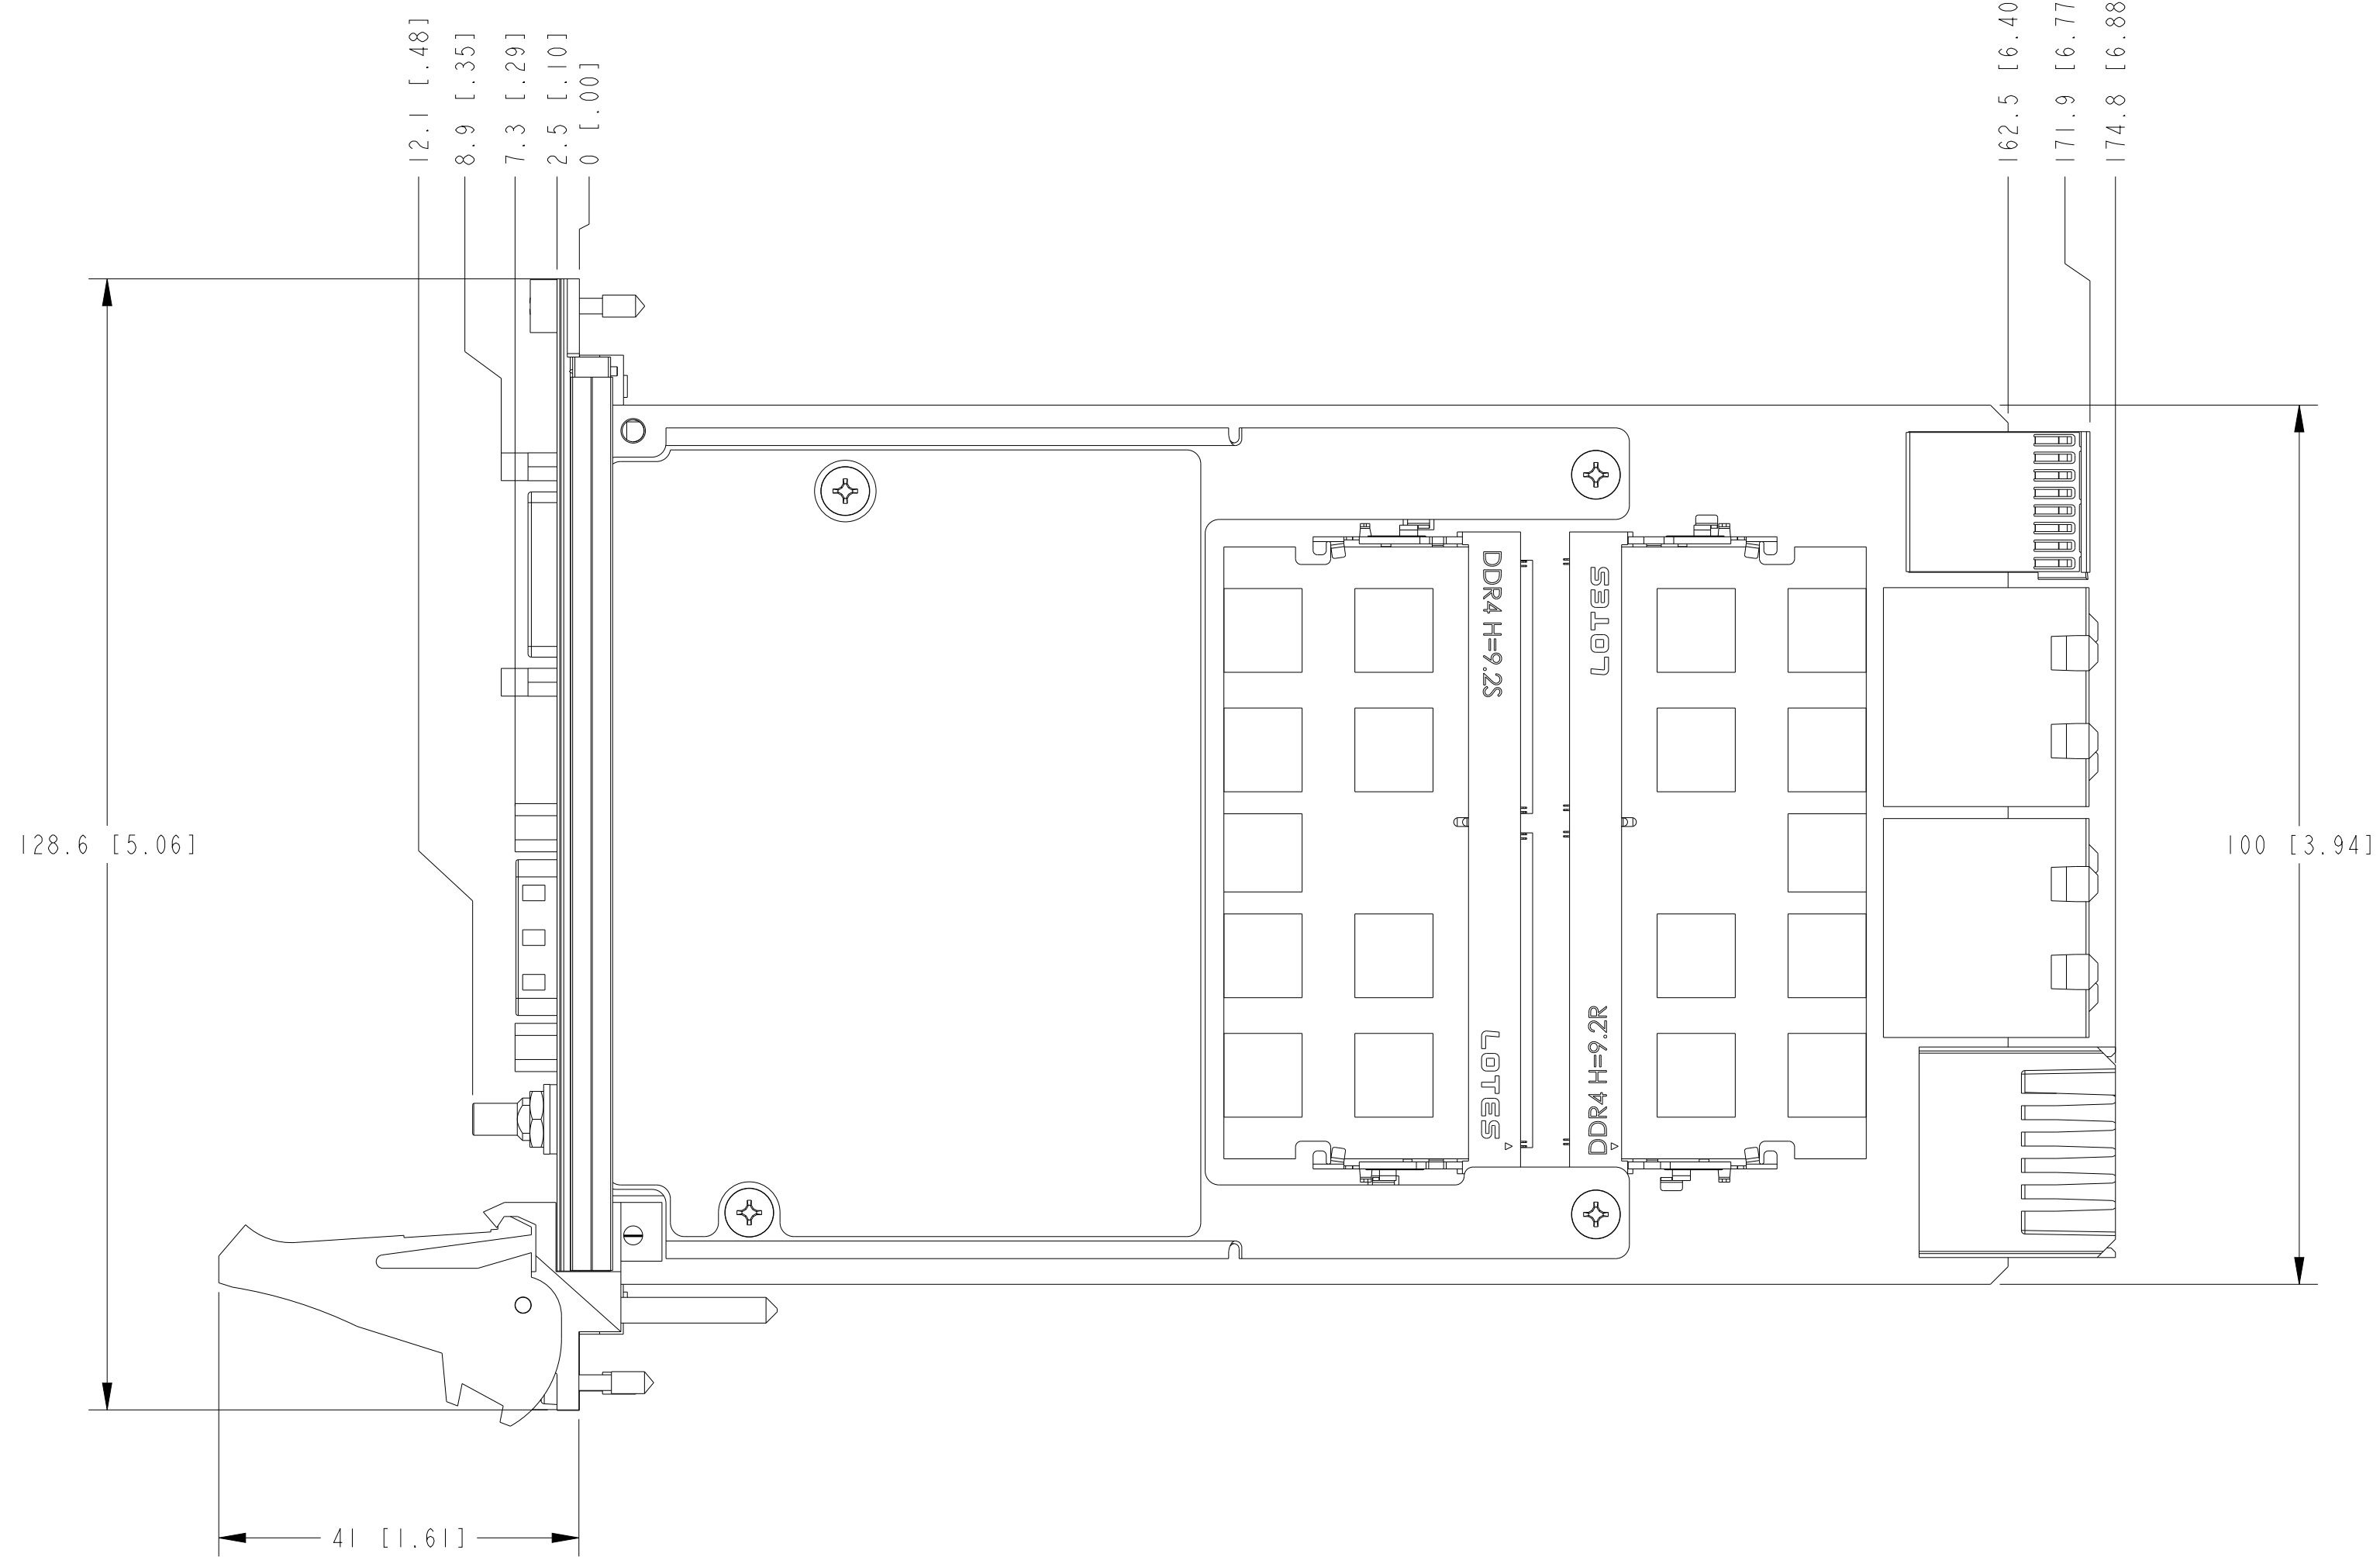 12.1 [.48]
8.9 [.35]
7.3 [.29]
2.5 [.10]
0 [.00]
162.5 [6.40
171.9 [6.77
174.8 [6.88
DDR4 H=9.2S
LOTES
LOTES
DDR4 H=9.2R
128.6 [5.06]
100 [3.94]
41 [1.61]